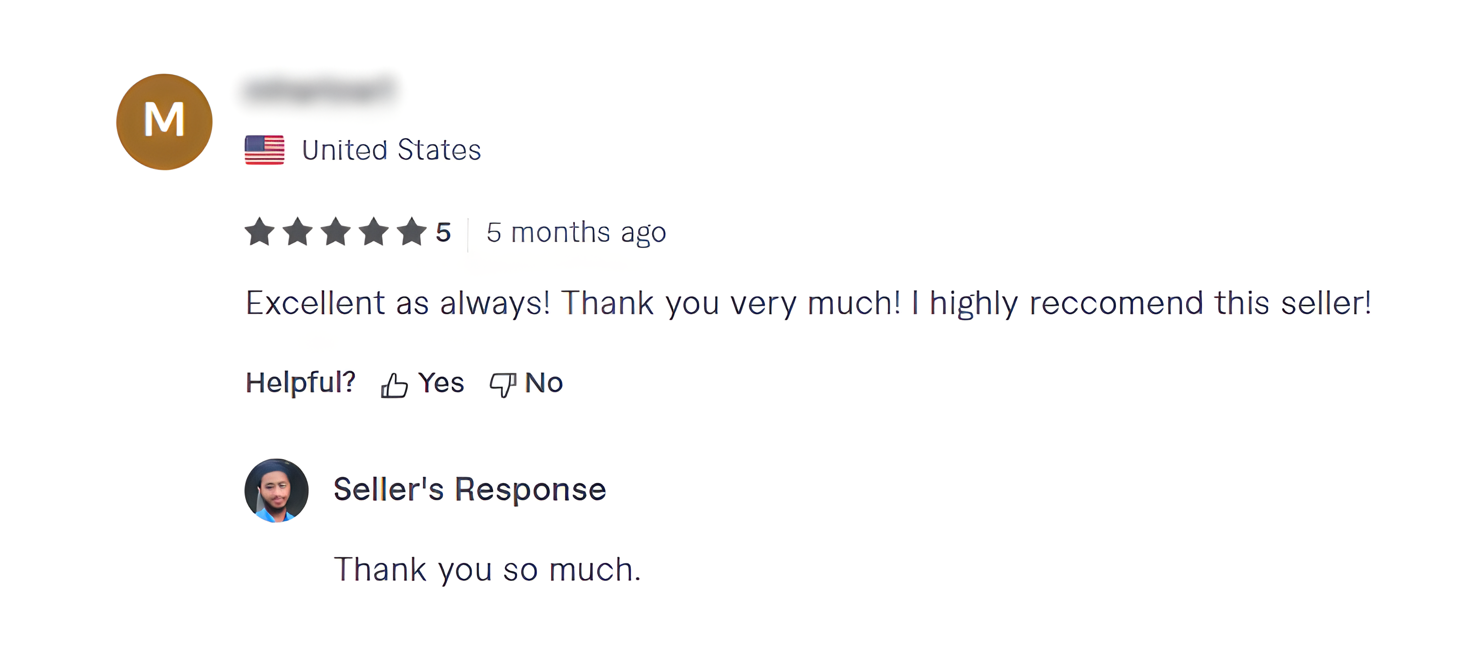 M
United States
5 5 months ago
Excellent as always! Thank you very much! I highly reccomend this seller!
Helpful? Yes No
Seller's Response
Thank you so much.